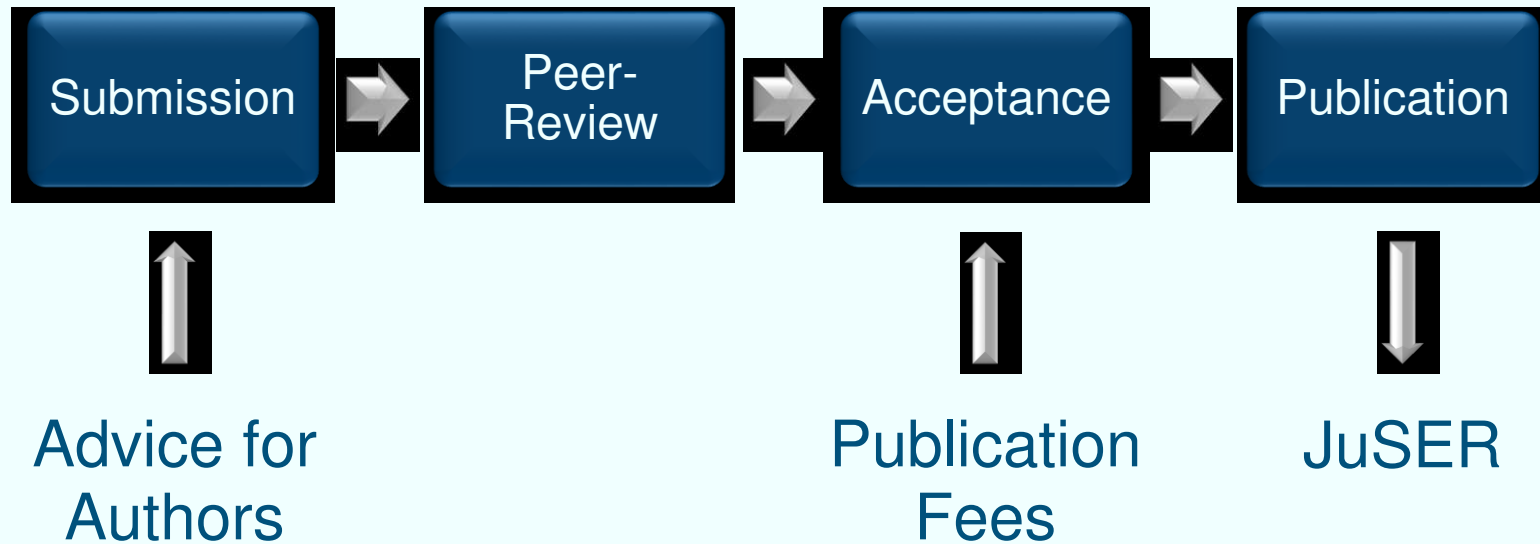 Submission
Peer-
Review
Acceptance
Publication
Advice for
Authors
Publication
Fees
JuSER